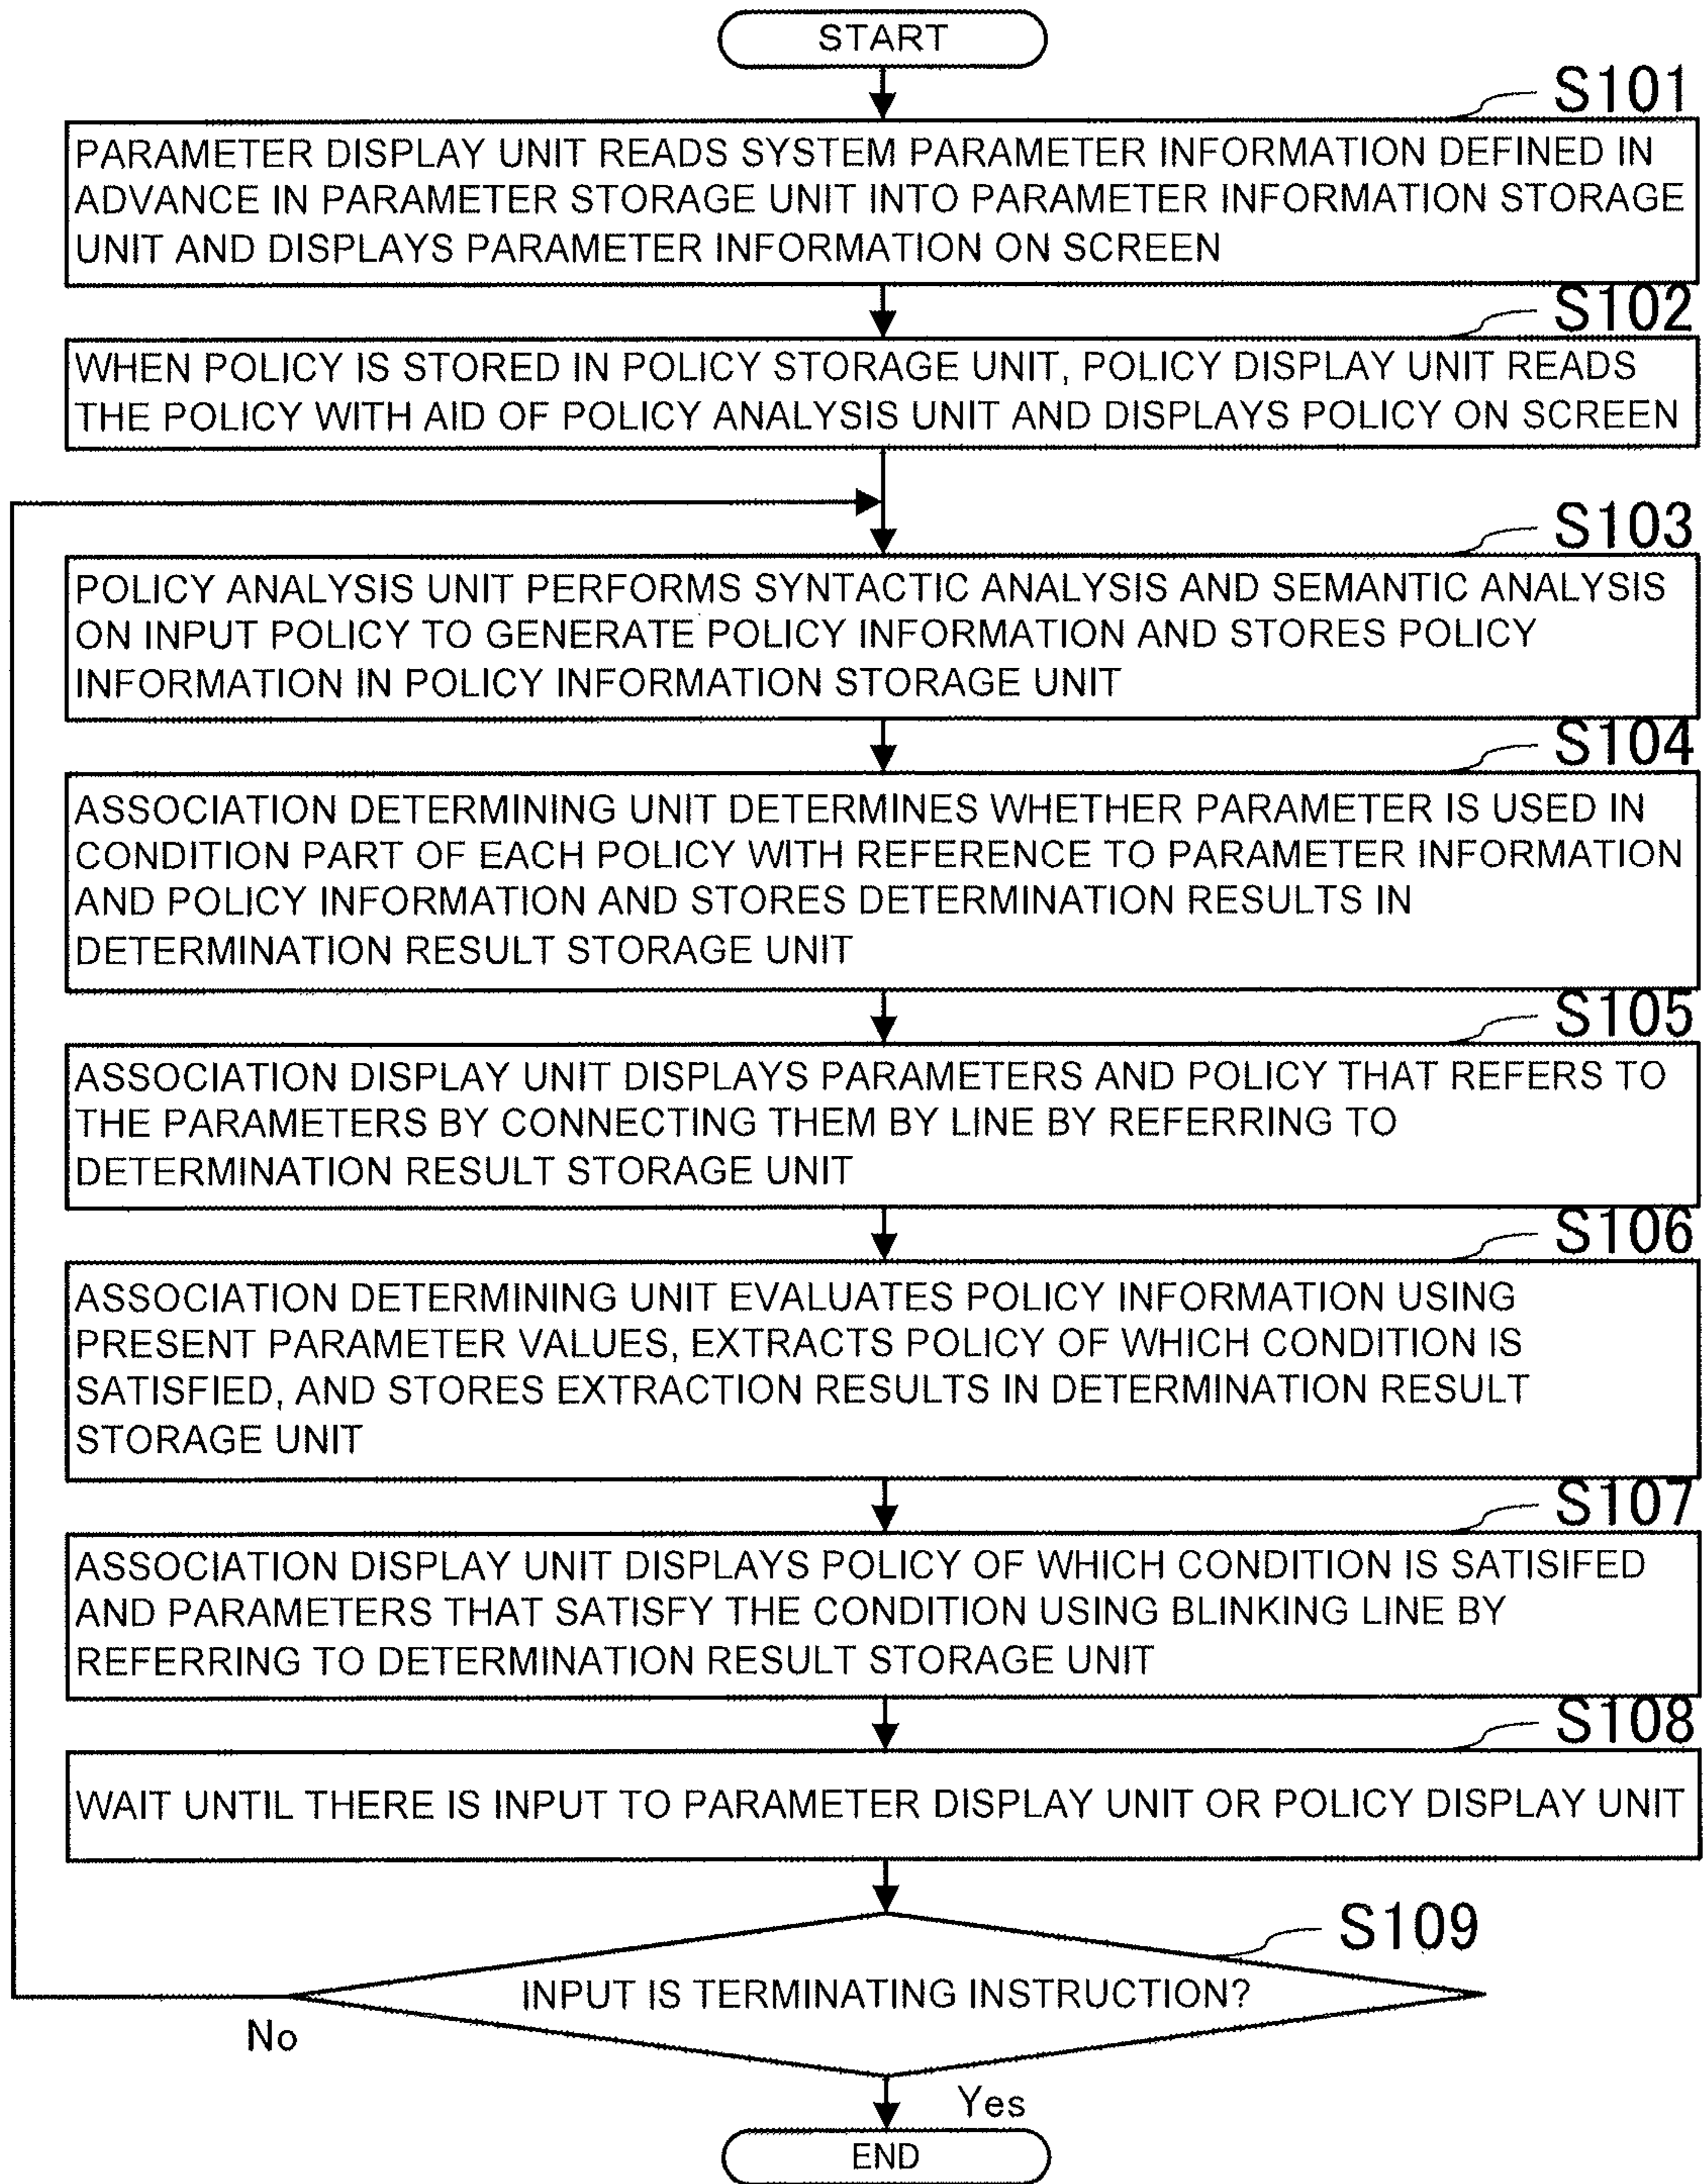 START
S101
PARAMETER DISPLAY UNIT READS SYSTEM PARAMETER INFORMATION DEFINED IN
ADVANCE IN PARAMETER STORAGE UNIT INTO PARAMETER INFORMATION STORAGE
UNIT AND DISPLAYS PARAMETER INFORMATION ON SCREEN
S102
WHEN POLICY IS STORED IN POLICY STORAGE UNIT, POLICY DISPLAY UNIT READS
THE POLICY WITH AID OF POLICY ANALYSIS UNIT AND DISPLAYS POLICY ON SCREEN
S103
POLICY ANALYSIS UNIT PERFORMS SYNTACTIC ANALYSIS AND SEMANTIC ANALYSIS
ON INPUT POLICY TO GENERATE POLICY INFORMATION AND STORES POLICY
INFORMATION IN POLICY INFORMATION STORAGE UNIT
S104
ASSOCIATION DETERMINING UNIT DETERMINES WHETHER PARAMETER IS USED IN
CONDITION PART OF EACH POLICY WITH REFERENCE TO PARAMETER INFORMATION
AND POLICY INFORMATION AND STORES DETERMINATION RESULTS IN
DETERMINATION RESULT STORAGE UNIT
S105
ASSOCIATION DISPLAY UNIT DISPLAYS PARAMETERS AND POLICY THAT REFERS TO
THE PARAMETERS BY CONNECTING THEM BY LINE BY REFERRING TO
DETERMINATION RESULT STORAGE UNIT
S106
ASSOCIATION DETERMINING UNIT EVALUATES POLICY INFORMATION USING
PRESENT PARAMETER VALUES, EXTRACTS POLICY OF WHICH CONDITION IS
SATISFIED, AND STORES EXTRACTION RESULTS IN DETERMINATION RESULT
STORAGE UNIT
S107
ASSOCIATION DISPLAY UNIT DISPLAYS POLICY OF WHICH CONDITION IS SATISIFED
AND PARAMETERS THAT SATISFY THE CONDITION USING BLINKING LINE BY
REFERRING TO DETERMINATION RESULT STORAGE UNIT
S108
WAIT UNTIL THERE IS INPUT TO PARAMETER DISPLAY UNIT OR POLICY DISPLAY UNIT
S109
INPUT IS TERMINATING INSTRUCTION?
No
Yes
END